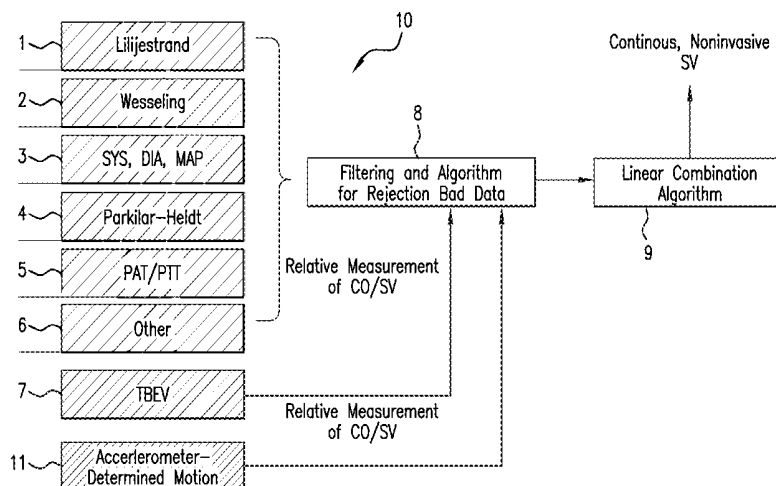 1
Lilijestrand
2
Wesseling
3
SYS, DIA, MAP
4
Parkilar-Heldt
5
PAT/PTT
6
Other
7
TBEV
11
Accerlerometer-
Determined Motion
10
Relative Measurement
of CO/SV
Relative Measurement
of CO/SV
8
Filtering and Algorithm
for Rejection Bad Data
Continous, Noninvasive
SV
Linear Combination
Algorithm
9